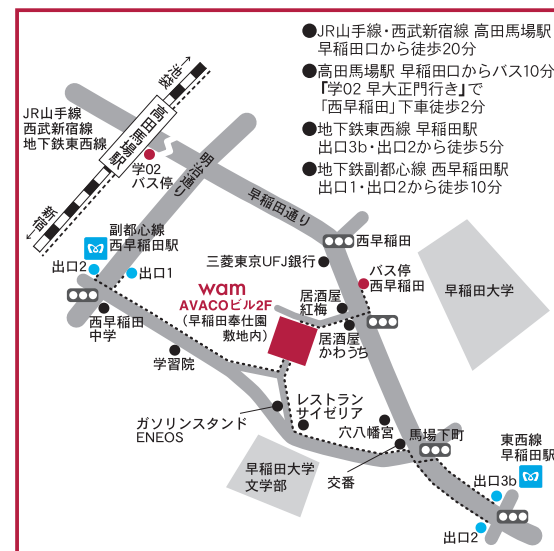 ●JR山手線・西武新宿線 高田馬場駅
早稲田口から徒歩20分
●高田馬場駅 早稲田口からバス10分
『学02 早大正門行き』で
「西早稲田」下車徒歩2分
●地下鉄東西線 早稲田駅
出口3b・出口2から徒歩5分
●地下鉄副都心線 西早稲田駅
出口1・出口2から徒歩10分
池袋
高田馬場駅
JR山手線
西武新宿線
地下鉄東西線
学02
バス停
明治通り
早稲田通り
新宿
副都心線
西早稲田駅
出口2
出口1
西早稲田
三菱東京UFJ銀行
バス停
西早稲田
早稲田大学
wam
AVACOビル2F
（早稲田奉仕園
敷地内）
居酒屋
紅梅
居酒屋
かわうち
西早稲田
中学
学習院
ガソリンスタンド
ENEOS
レストラン
サイゼリア
穴八幡宮
馬場下町
交番
早稲田大学
文学部
東西線
早稲田駅
出口3b
出口2